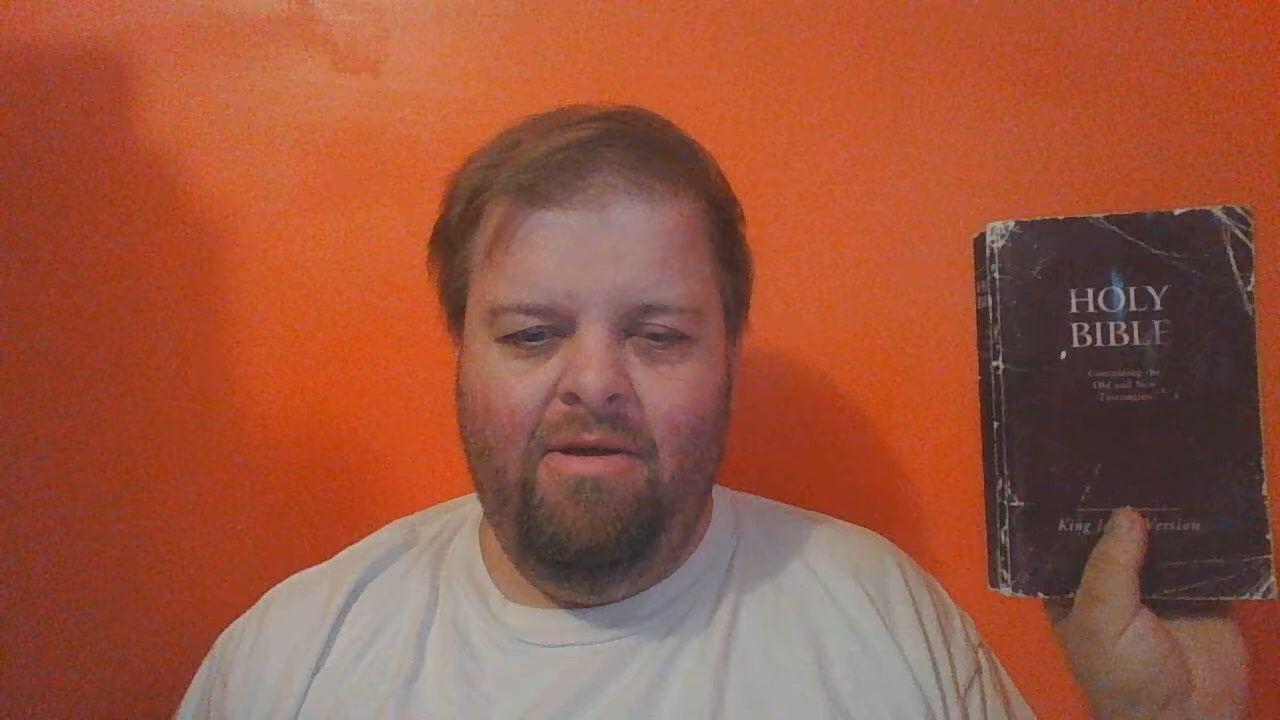 HOLY
BIBLE
Containing the
Old and New
Testaments
King Version